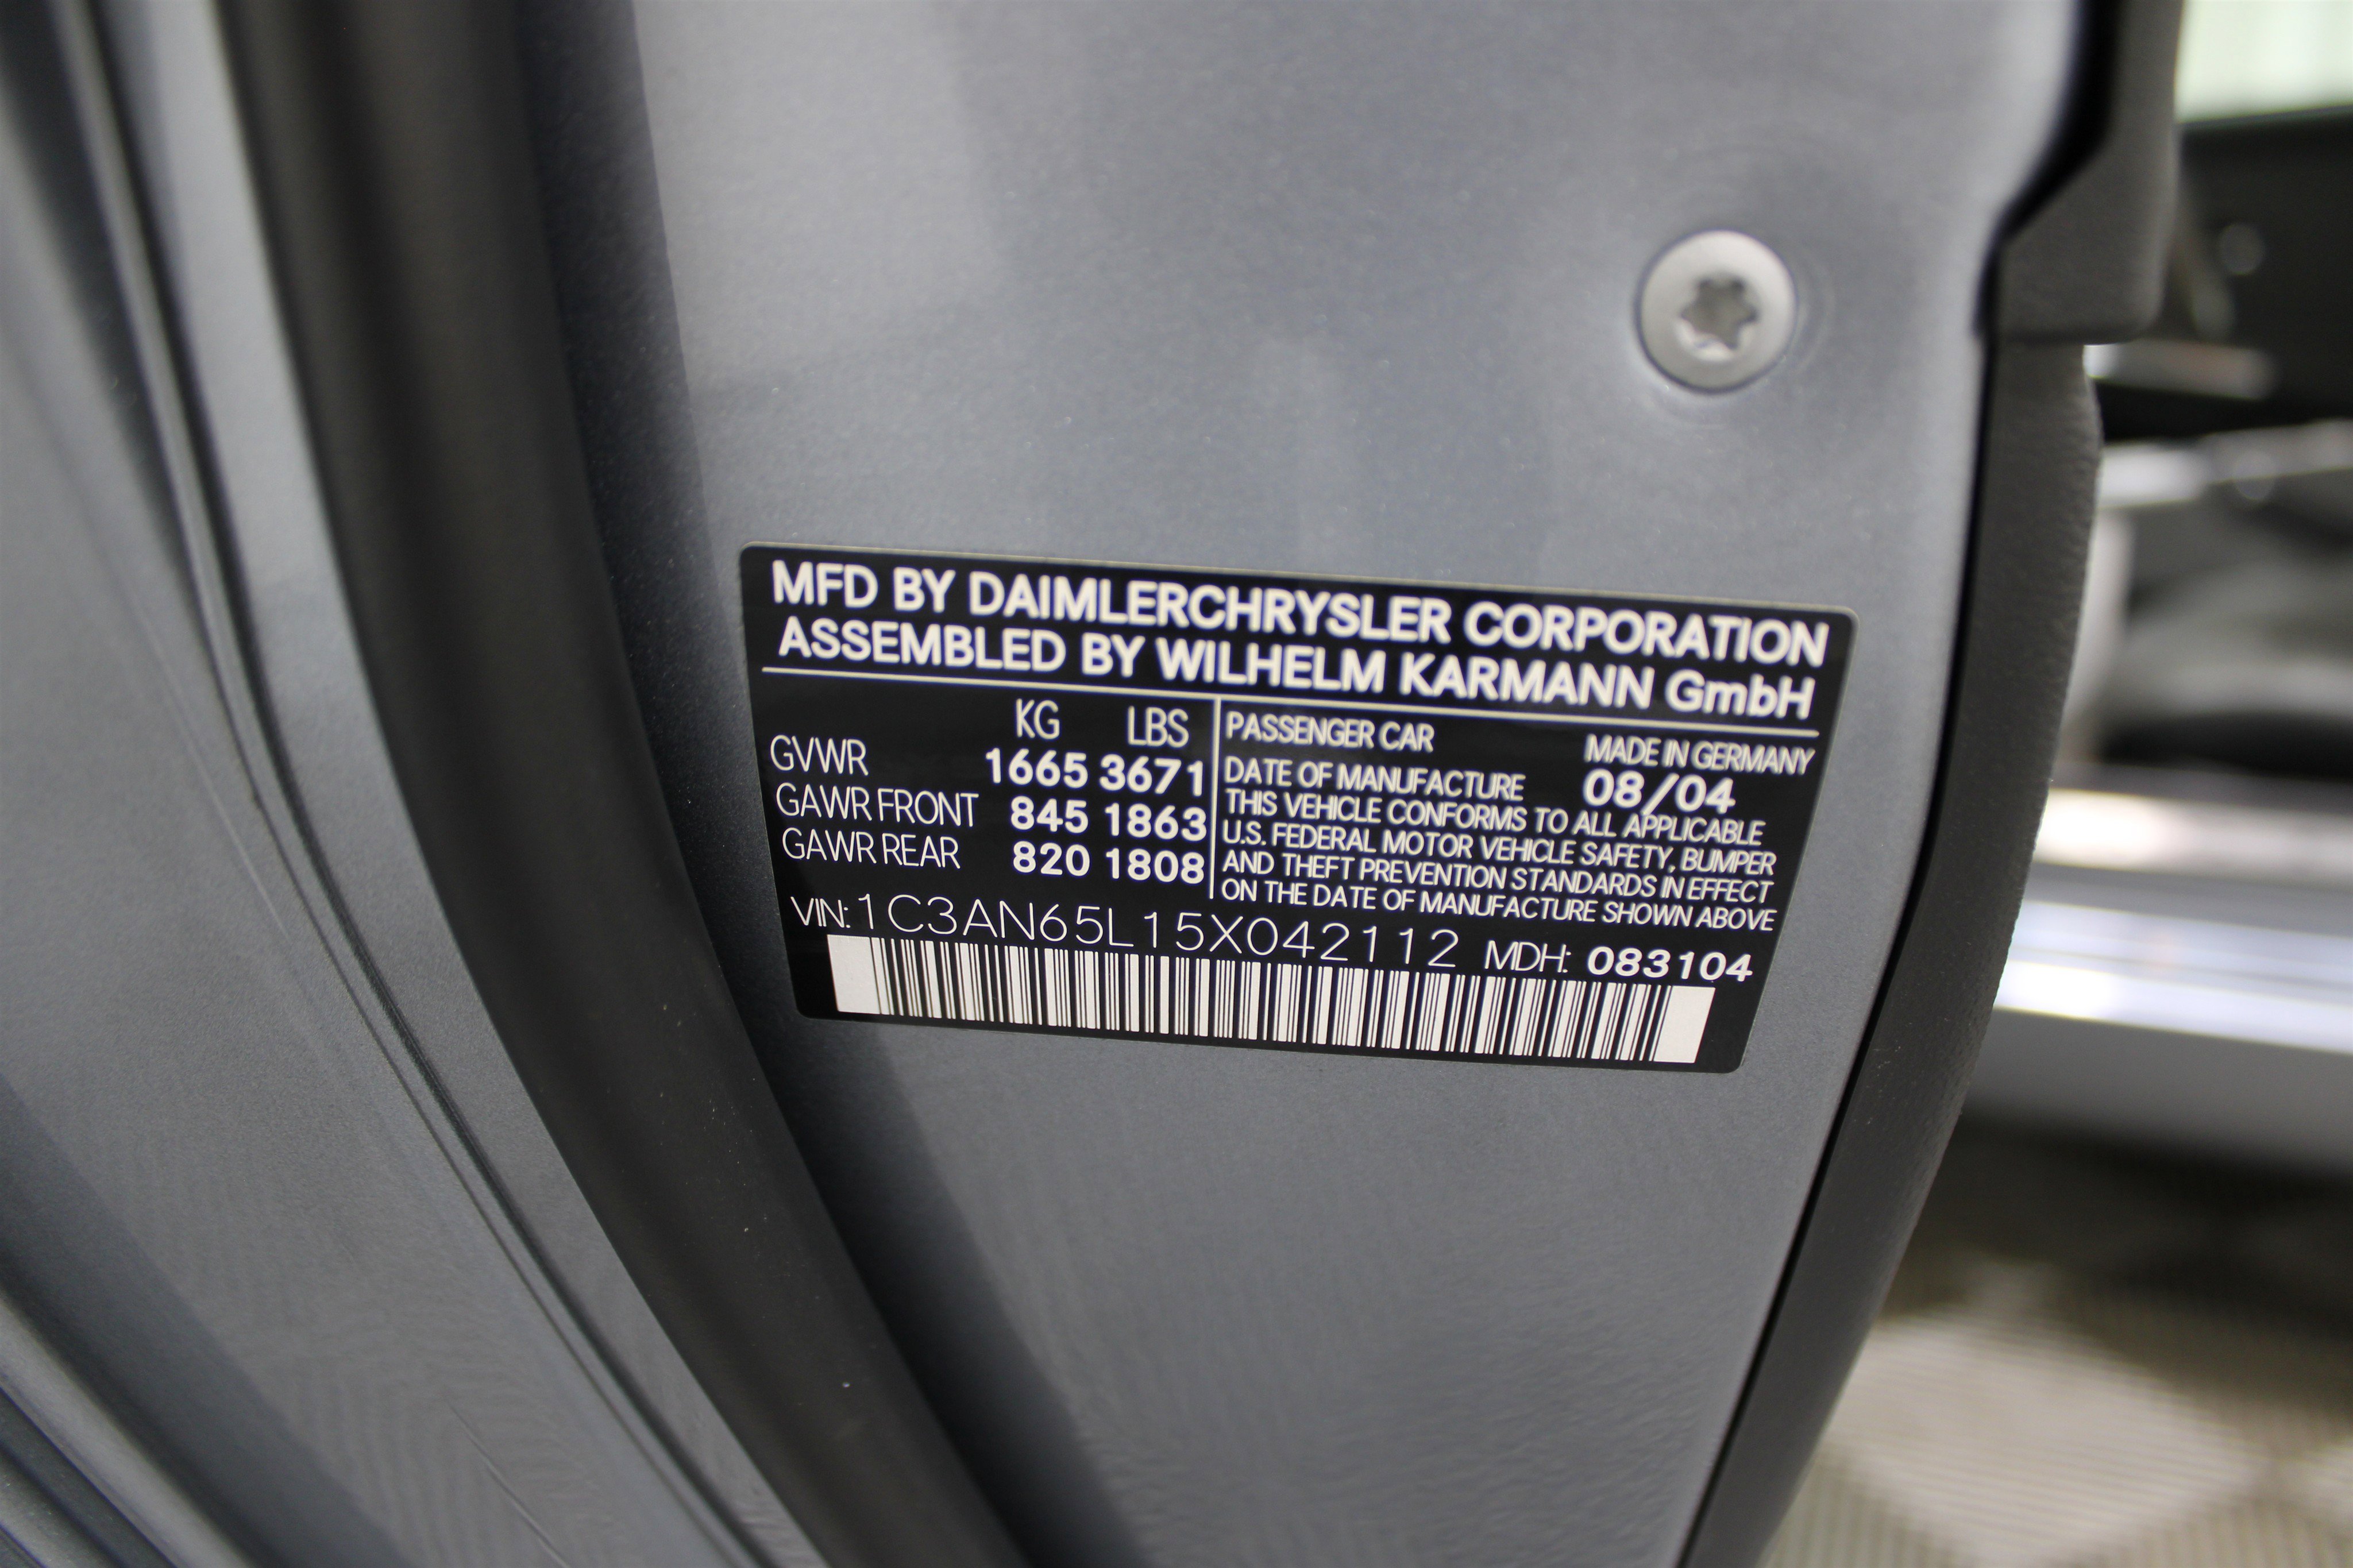 MFD BY DAIMLERCHRYSLER CORPORATION
ASSEMBLED BY WILHELM KARMANN GmbH
KG LBS
GVWR 1665 3671
GAWR FRONT 845 1863
GAWR REAR 820 1808
PASSENGER CAR MADE IN GERMANY
DATE OF MANUFACTURE 08/04
THIS VEHICLE CONFORMS TO ALL APPLICABLE
U.S. FEDERAL MOTOR VEHICLE SAFETY, BUMPER
AND THEFT PREVENTION STANDARDS IN EFFECT
ON THE DATE OF MANUFACTURE SHOWN ABOVE
VIN: 1C3AN65L15X042112 MDH: 083104